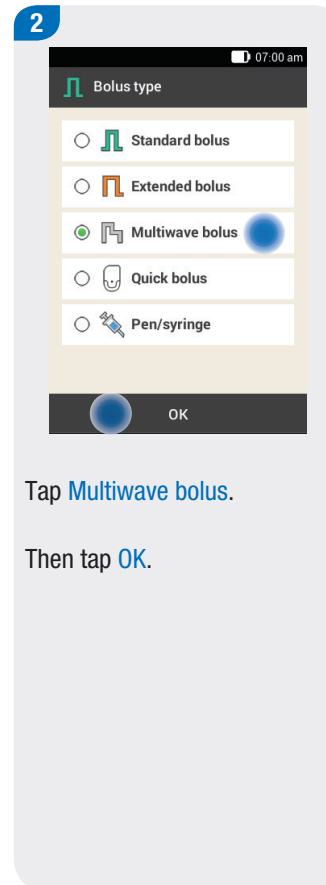 2
07:00 am
Bolus type
Standard bolus
Extended bolus
Multiwave bolus
Quick bolus
Pen/syringe
OK
Tap Multiwave bolus.
Then tap OK.